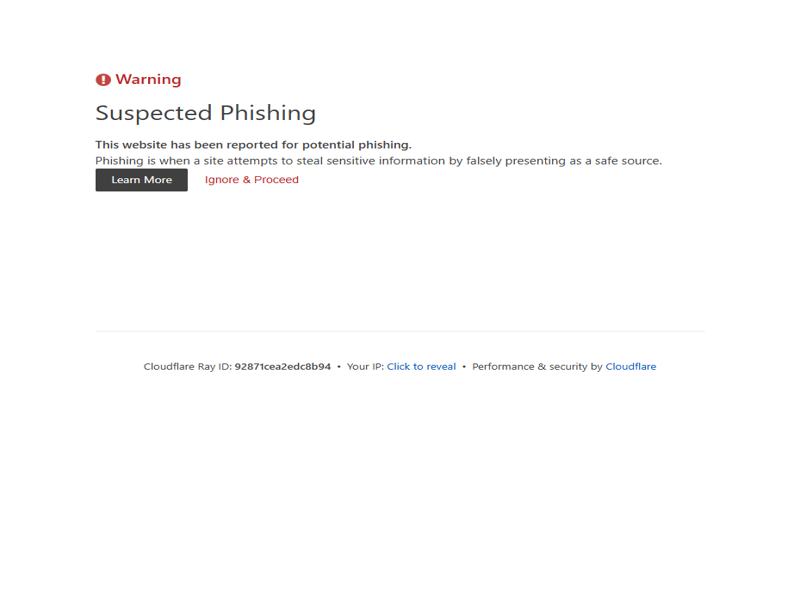 Warning
Suspected Phishing
This website has been reported for potential phishing.
Phishing is when a site attempts to steal sensitive information by falsely presenting as a safe source.
Learn More Ignore & Proceed
Cloudflare Ray ID: 92871cea2edc8b94 • Your IP: Click to reveal • Performance & security by Cloudflare